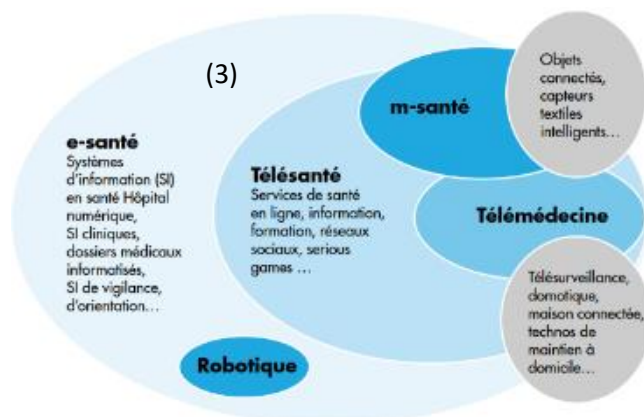 (3)
e-santé
Systèmes
d'information (SI)
en santé Hôpital
numérique,
SI cliniques,
dossiers médicaux
informatisés,
SI de vigilance,
d'orientation...
Télésanté
Services de santé
en ligne, information,
formation, réseaux
sociaux, serious
games ...
m-santé
Objets
connectés,
capteurs
textiles
intelligents...
Télémédecine
Télésurveillance,
domotique,
maison connectée,
technos de
maintien à
domicile...
Robotique